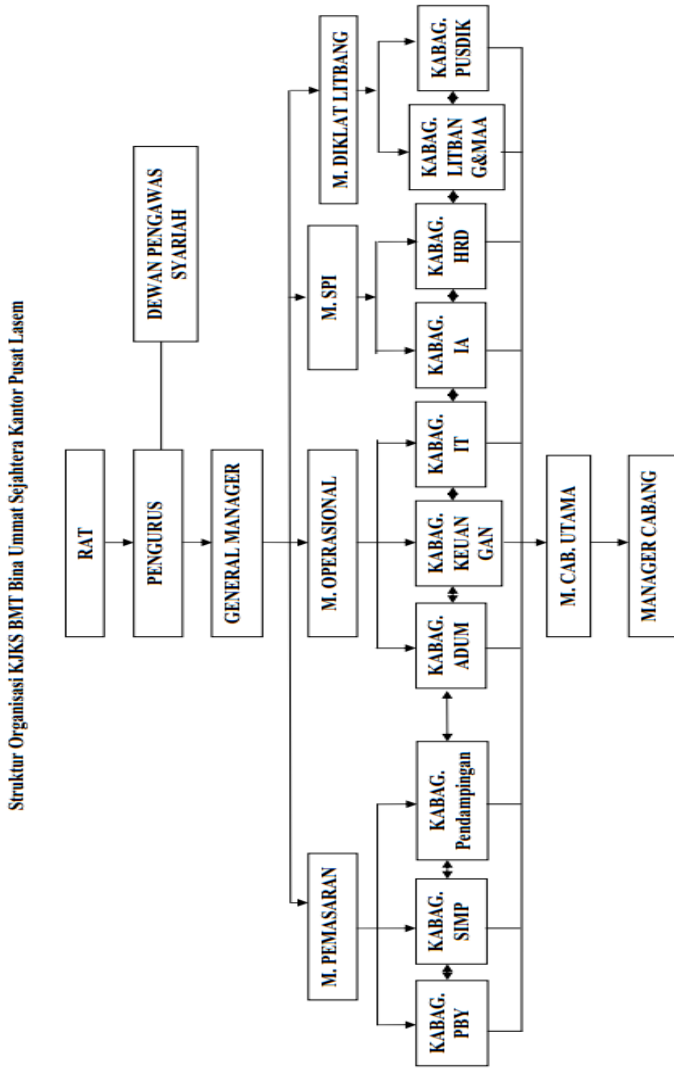 Struktur Organisasi KJKS BMT Bina Ummat Sejahtera Kantor Pusat Lasem
RAT
PENGURUS
DEWAN PENGAWAS
SYARIAH
GENERAL MANAGER
M. PEMASARAN
M. OPERASIONAL
M. SPI
M. DIKLAT LITBANG
KABAG.
PBY
KABAG.
SIMP
KABAG.
Pendampingan
KABAG.
ADUM
KABAG.
KEUAN
GAN
KABAG.
IT
KABAG.
IA
KABAG.
HRD
KABAG.
LITBAN
G&MAA
KABAG.
PUSDIK
M. CAB. UTAMA
MANAGER CABANG